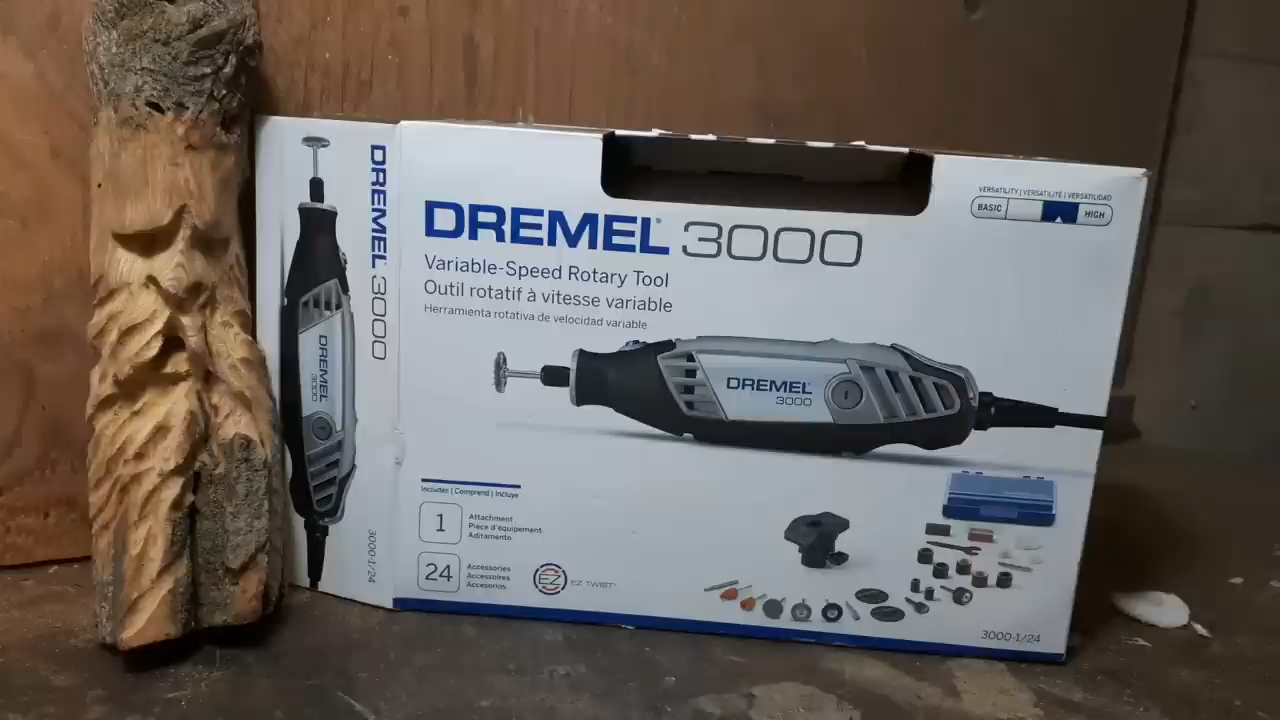 DREMEL 3000
DREMEL
3000
3000-1/24
DREMEL 3000
Variable-Speed Rotary Tool
Outil rotatif à vitesse variable
Herramienta rotativa de velocidad variable
VERSATILITY | VERSATILITÉ | VERSATILIDAD
BASIC
HIGH
DREMEL
3000
Includes | Comprend | Incluye
1
Attachment
Pièce d'équipement
Aditamento
24
Accessories
Accessoires
Accesorios
EZ
EZ TWIST™
3000-1/24